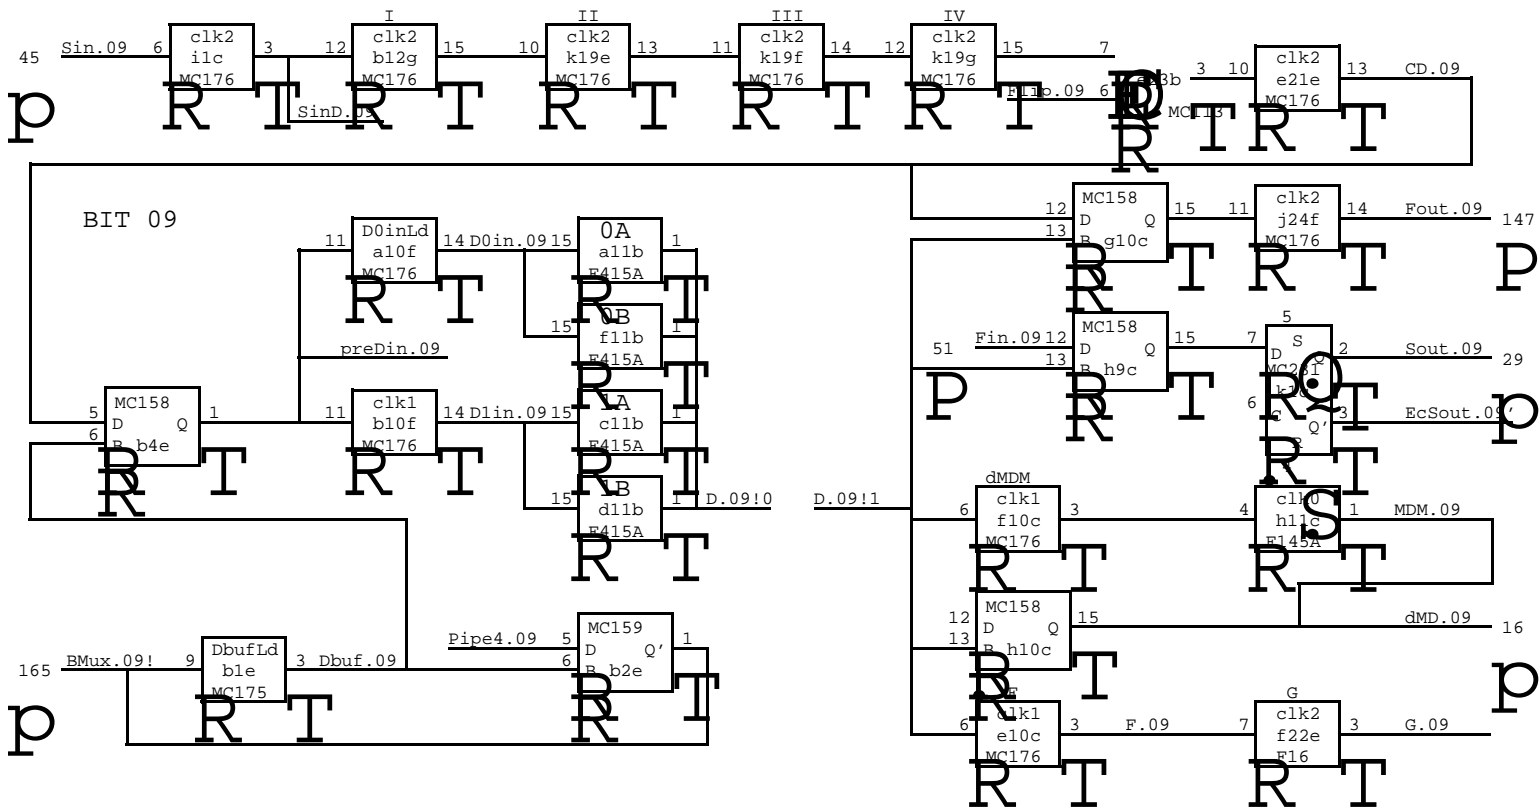 I II III IV
45 Sin.09 6 clk2 3 12 clk2 15 10 clk2 13 11 clk2 14 12 clk2 15 7
i1c b12g k19e k19f k19g
MC176 MC176 MC176 MC176 MC176
SinD.09
Flip.09 6
MC113
3 10 clk2 13 CD.09
e21e
MC176
p R T R T R T R T R T R T R T
R
BIT 09
11 D0inLd 14 D0in.09 15 0A 1
a10f a11b
MC176 F415A
R T R T
15 0B 1
f11b
F415A
R T
preDin.09
5 MC158 1
D Q
6 B b4e
R T
R
11 clk1 14 D1in.09 15 1A 1
b10f c11b
MC176 F415A
R T R T
15 1B 1 D.09!0
d11b
F415A
R T
165 BMux.09! 9 DbufLd 3 Dbuf.09
b1e
MC175
p R T
Pipe4.09 5 MC159 1
D Q'
6 B b2e
R T
R
12 MC158 15 11 clk2 14 Fout.09 147
D Q j24f
13 B g10c MC176
R T R T P
R
51 Fin.09 12 MC158 15 7 5 2 Sout.09 29
D Q D S Q
13 B h9c MC231
P R T R T p
R
6 C Q' 3 EcSout.09'
R
R T
D.09!1
dMDM
6 clk1 3 4 clk0 1 MDM.09
f10c h11c
MC176 F145A
R T R S T
12 MC158 15 dMD.09 16
D Q
13 B h10c
R T p
R
F G
6 clk1 3 F.09 7 clk2 3 G.09
e10c f22e
MC176 F16
R T R T